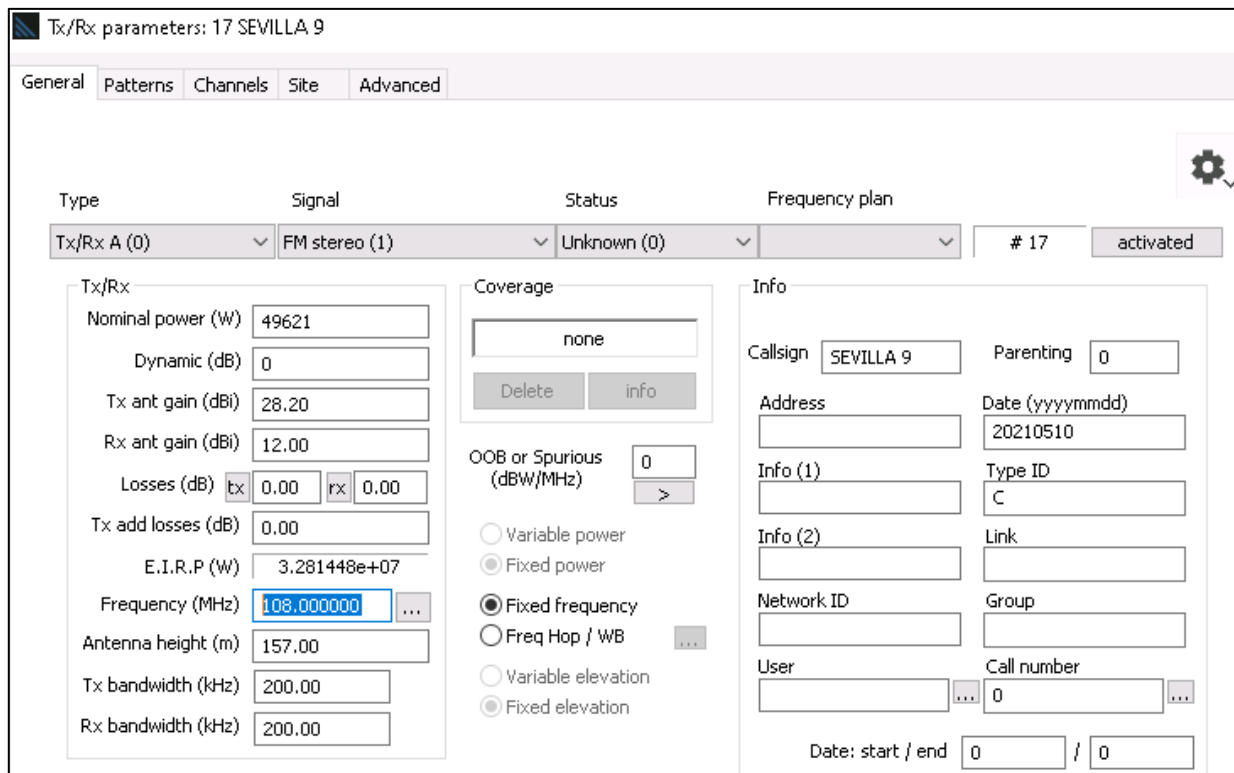 Tx/Rx parameters: 17 SEVILLA 9
General Patterns Channels Site Advanced
Type Signal Status Frequency plan
Tx/Rx A (0) FM stereo (1) Unknown (0) # 17 activated
Tx/Rx
Nominal power (W) 49621
Dynamic (dB) 0
Tx ant gain (dBi) 28.20
Rx ant gain (dBi) 12.00
Losses (dB) tx 0.00 rx 0.00
Tx add losses (dB) 0.00
E.I.R.P (W) 3.281448e+07
Frequency (MHz) 108.000000 ...
Antenna height (m) 157.00
Tx bandwidth (kHz) 200.00
Rx bandwidth (kHz) 200.00
Coverage
none
Delete info
OOB or Spurious 0
(dBW/MHz) >
Variable power
Fixed power
Fixed frequency
Freq Hop / WB ...
Variable elevation
Fixed elevation
Info
Callsign SEVILLA 9 Parenting 0
Address Date (yyyymmdd)
20210510
Info (1) Type ID
C
Info (2) Link
Network ID Group
User Call number
... 0 ...
Date: start / end 0 / 0